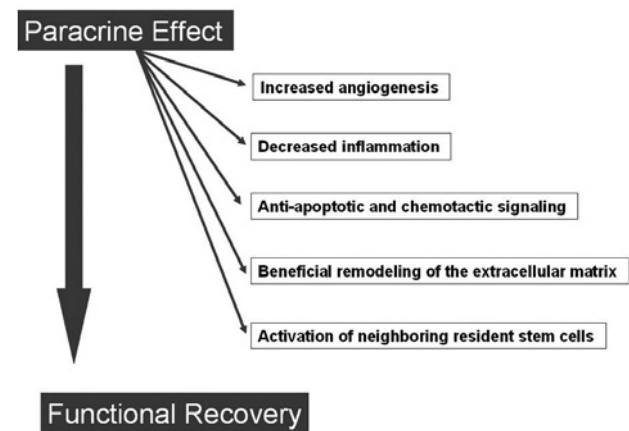 Paracrine Effect
Increased angiogenesis
Decreased inflammation
Anti-apoptotic and chemotactic signaling
Beneficial remodeling of the extracellular matrix
Activation of neighboring resident stem cells
Functional Recovery